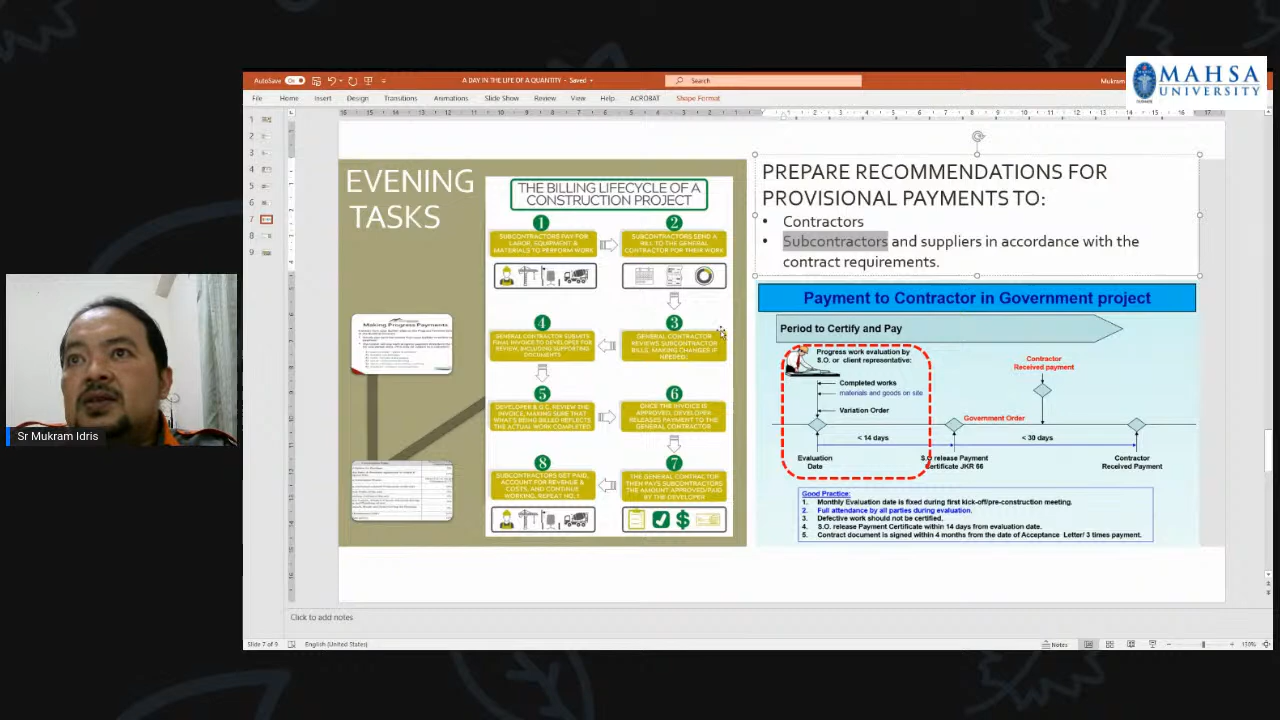 AutoSave
On
A DAY IN THE LIFE OF A QUANTITY - Saved
Search
Mukram
MAHSA
UNIVERSITY
File Home Insert Design Transitions Animations Slide Show Review View Help ACROBAT Shape Format
1
2
3
4
5
6
7
8
9
EVENING
TASKS
THE BILLING LIFECYCLE OF A
CONSTRUCTION PROJECT
1
SUBCONTRACTORS PAY FOR
LABOR, EQUIPMENT &
MATERIALS TO PERFORM WORK
2
SUBCONTRACTORS SEND A
BILL TO THE GENERAL
CONTRACTOR FOR THEIR WORK
3
GENERAL CONTRACTOR
REVIEWS SUBCONTRACTOR
BILLS, MAKING CHANGES IF
NEEDED
4
GENERAL CONTRACTOR SUBMITS
FINAL INVOICE TO DEVELOPER FOR
REVIEW, INCLUDING SUPPORTING
DOCUMENTS
5
DEVELOPER & G.C. REVIEW THE
INVOICE, MAKING SURE THAT
WHAT'S BEING BILLED REFLECTS
THE ACTUAL WORK COMPLETED
6
ONCE THE INVOICE IS
APPROVED, DEVELOPER
RELEASES PAYMENT TO THE
GENERAL CONTRACTOR
7
THE GENERAL CONTRACTOR
THEN PAYS SUBCONTRACTORS
THE AMOUNT APPROVED/PAID
BY THE DEVELOPER
8
SUBCONTRACTORS GET PAID,
ACCOUNT FOR REVENUE &
COSTS, AND CONTINUE
WORKING, REPEAT NO. 1
Making Progress Payments
PREPARE RECOMMENDATIONS FOR
PROVISIONAL PAYMENTS TO:
• Contractors
• Subcontractors and suppliers in accordance with the
contract requirements.
Payment to Contractor in Government project
Period to Certify and Pay
Progress work evaluation by
S.O. or client representative:
Completed works
materials and goods on site
Variation Order
Contractor
Received payment
Government Order
< 14 days
< 30 days
Evaluation
Date
S.O release Payment
Certificate JKR 66
Contractor
Received Payment
Good Practice:
1. Monthly Evaluation date is fixed during first kick-off/pre-construction meeting.
2. Full attendance by all parties during evaluation.
3. Defective work should not be certified.
4. S.O. release Payment Certificate within 14 days from evaluation date.
5. Contract document is signed within 4 months from the date of Acceptance Letter/ 3 times payment.
Sr Mukram Idris
Click to add notes
Slide 7 of 9
English (United States)
Notes